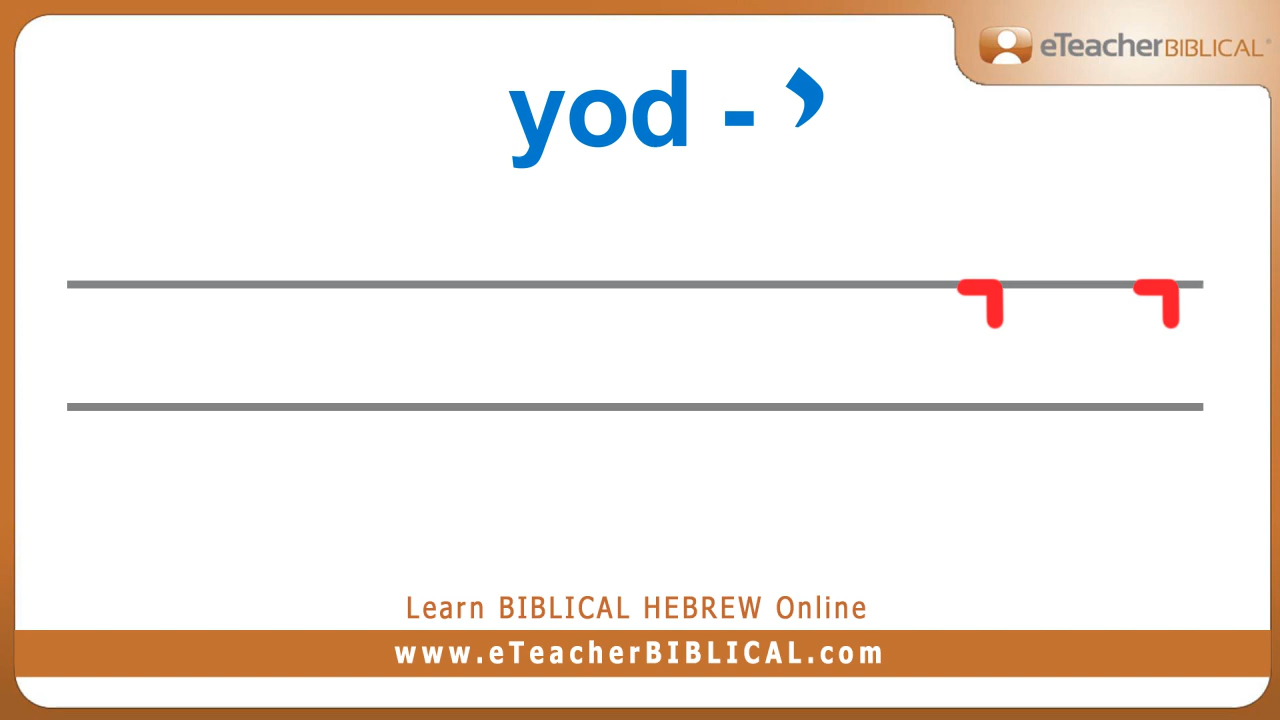 eTeacherBIBLICAL®
yod - י
י י
Learn BIBLICAL HEBREW Online
www.eTeacherBIBLICAL.com